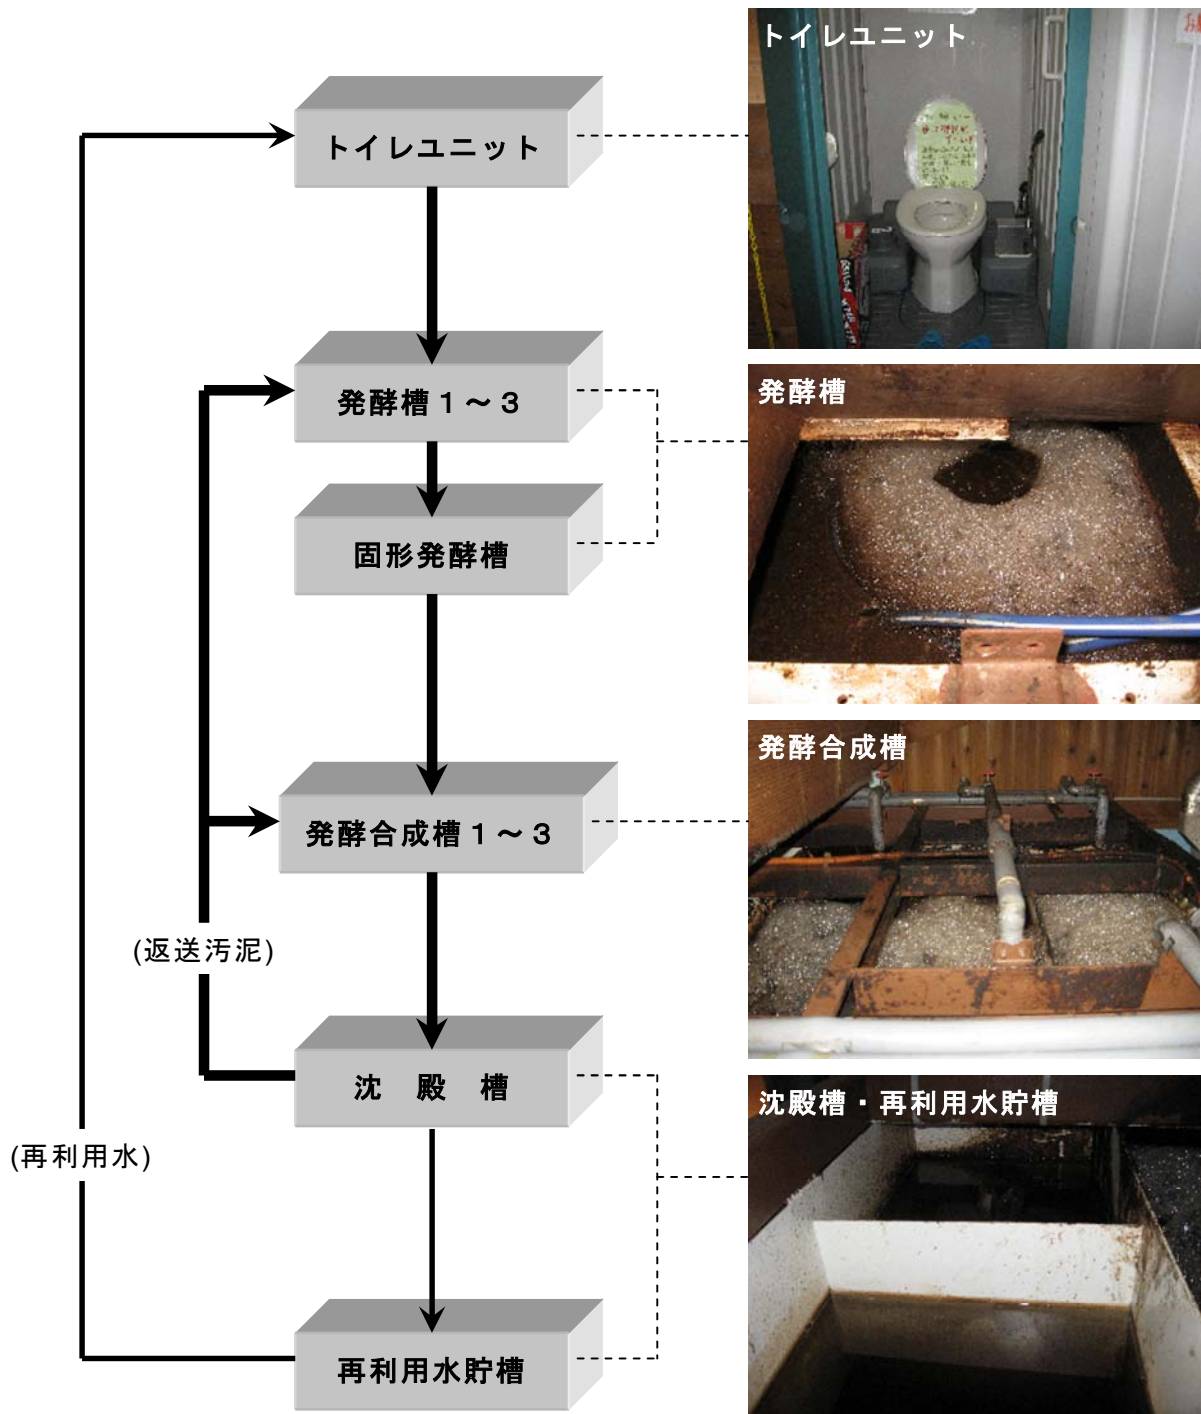 トイレユニット
トイレユニット
発酵槽１～３
発酵槽
固形発酵槽
発酵合成槽
発酵合成槽１～３
(返送汚泥)
沈　殿　槽
沈殿槽・再利用水貯槽
(再利用水)
再利用水貯槽